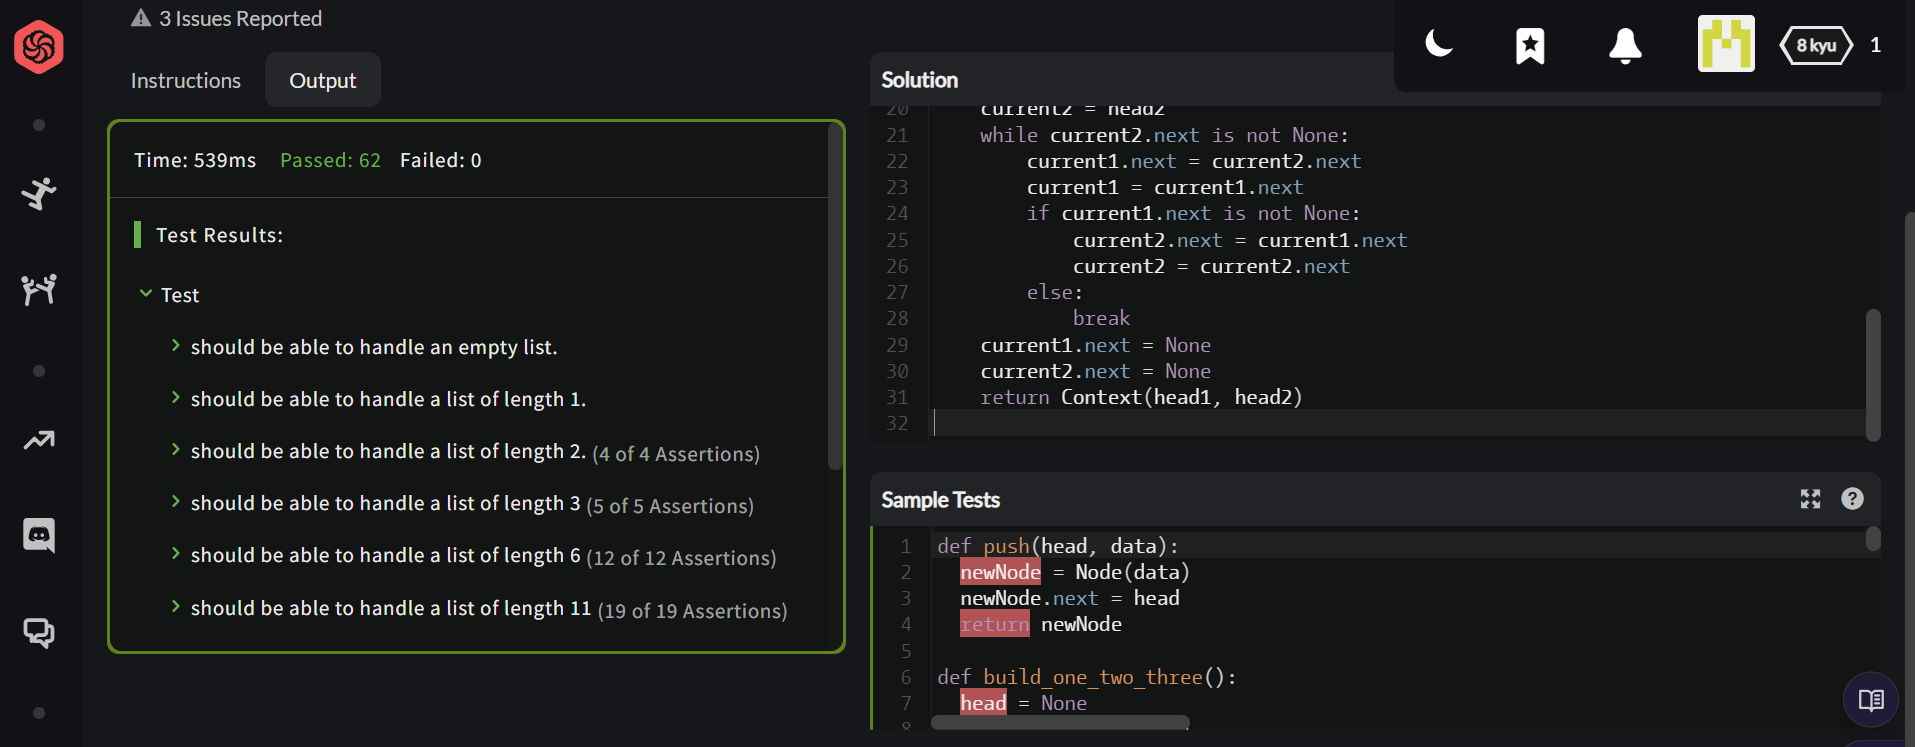 3 Issues Reported
Instructions
Output
Time: 539ms Passed: 62 Failed: 0
Test Results:
Test
should be able to handle an empty list.
should be able to handle a list of length 1.
should be able to handle a list of length 2. (4 of 4 Assertions)
should be able to handle a list of length 3 (5 of 5 Assertions)
should be able to handle a list of length 6 (12 of 12 Assertions)
should be able to handle a list of length 11 (19 of 19 Assertions)
8 kyu 1
Solution
20 current2 = head2
21 while current2.next is not None:
22 current1.next = current2.next
23 current1 = current1.next
24 if current1.next is not None:
25 current2.next = current1.next
26 current2 = current2.next
27 else:
28 break
29 current1.next = None
30 current2.next = None
31 return Context(head1, head2)
32
Sample Tests
1 def push(head, data):
2 newNode = Node(data)
3 newNode.next = head
4 return newNode
5
6 def build_one_two_three():
7 head = None
8